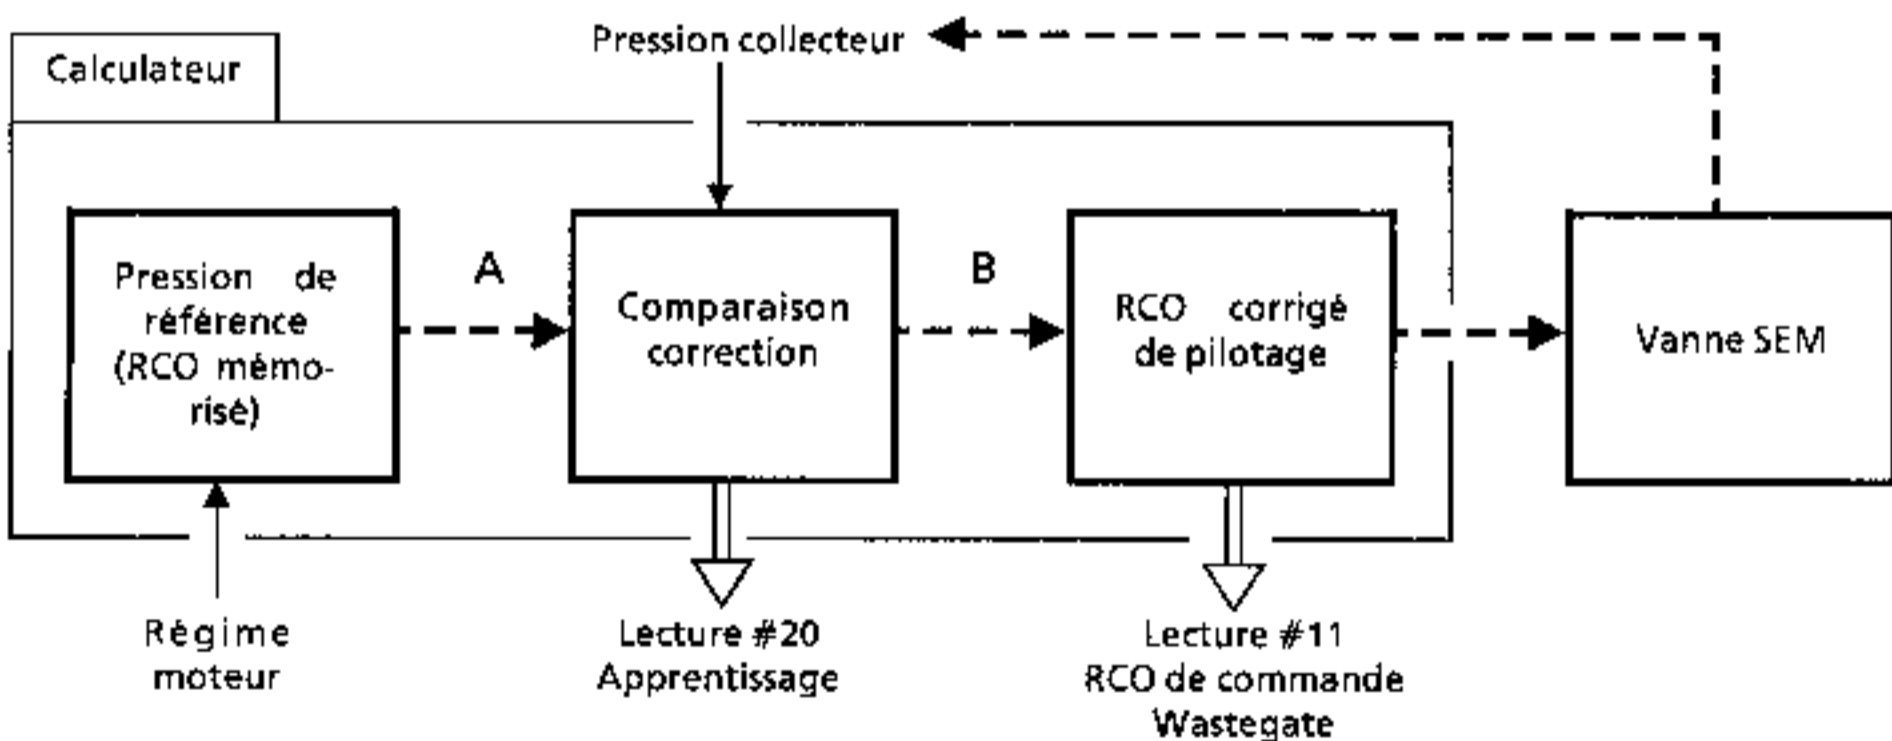 Pression collecteur
Calculateur
Pression de
référence
(RCO mémo-
risé)
A
Comparaison
correction
B
RCO corrigé
de pilotage
Vanne SEM
Régime
moteur
Lecture #20
Apprentissage
Lecture #11
RCO de commande
Wastegate